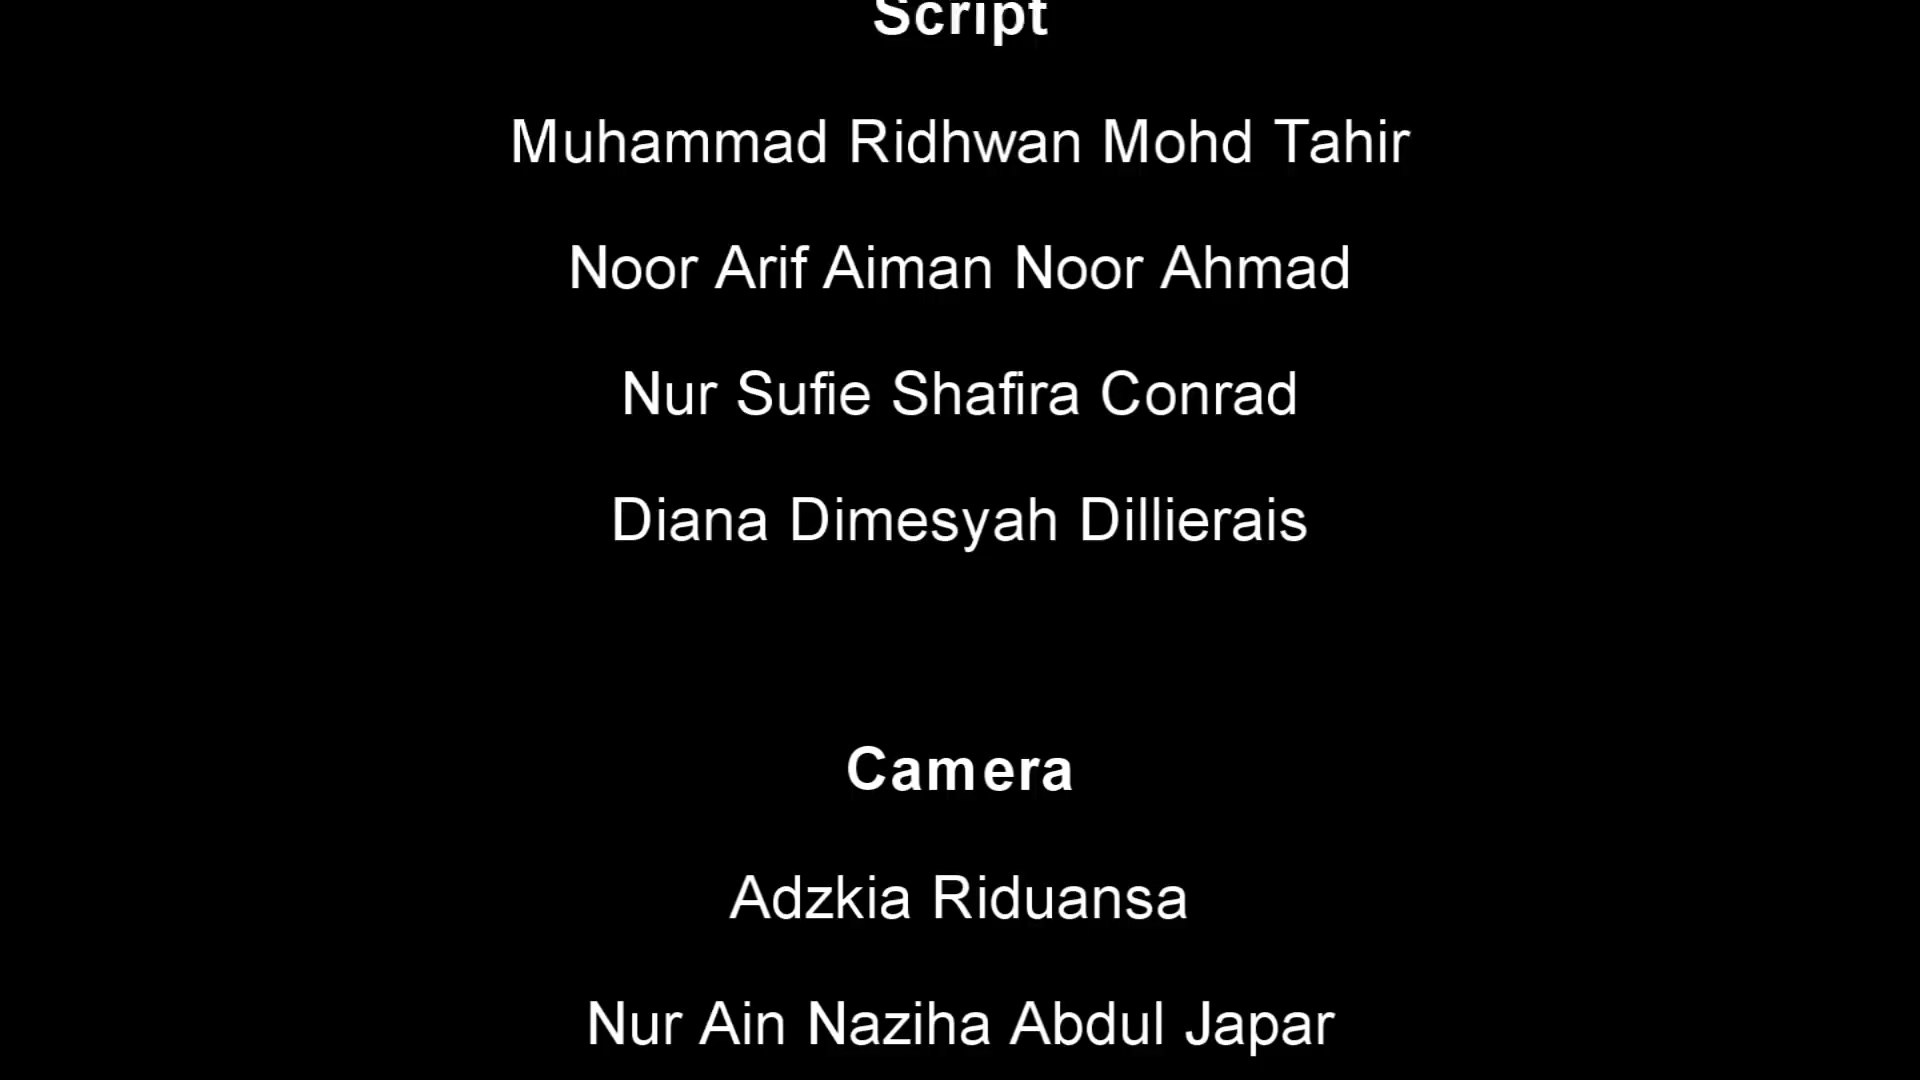 Script
Muhammad Ridhwan Mohd Tahir
Noor Arif Aiman Noor Ahmad
Nur Sufie Shafira Conrad
Diana Dimesyah Dillierais
Camera
Adzkia Riduansa
Nur Ain Naziha Abdul Japar